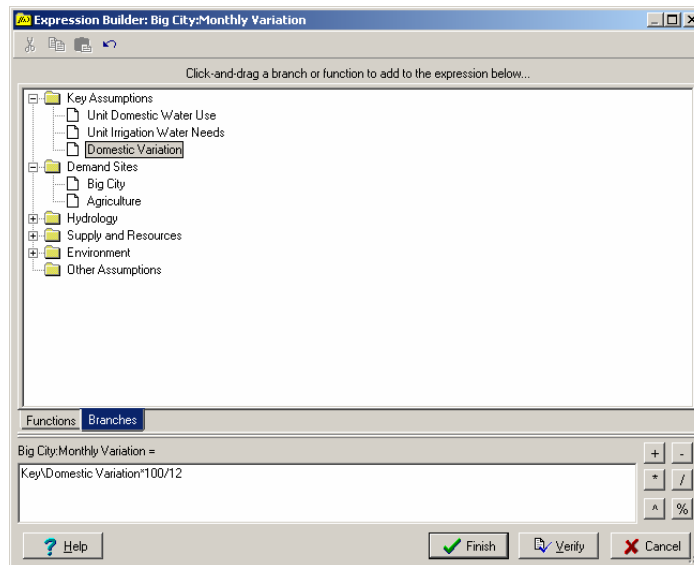 Expression Builder: Big City:Monthly Variation
Click-and-drag a branch or function to add to the expression below...
Key Assumptions
Unit Domestic Water Use
Unit Irrigation Water Needs
Domestic Variation
Demand Sites
Big City
Agriculture
Hydrology
Supply and Resources
Environment
Other Assumptions
Functions Branches
Big City:Monthly Variation =
+ -
Key\Domestic Variation*100/12
* /
^ %
? Help Finish Verify Cancel